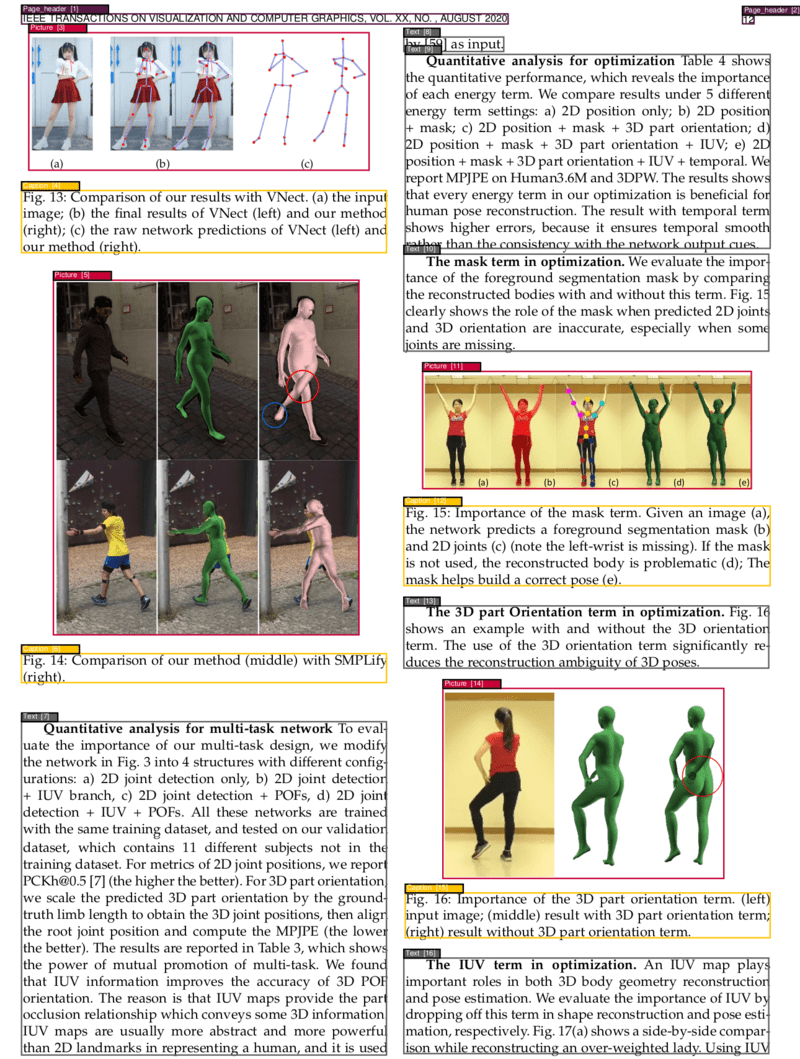 Page_header [1]
IEEE TRANSACTIONS ON VISUALIZATION AND COMPUTER GRAPHICS, VOL. XX, NO. , AUGUST 2020
Page_header [2]
12
Picture [3]
(a)
(b)
(c)
Caption [4]
Fig. 13: Comparison of our results with VNect. (a) the input
image; (b) the final results of VNect (left) and our method
(right); (c) the raw network predictions of VNect (left) and
our method (right).
Picture [5]
Caption [6]
Fig. 14: Comparison of our method (middle) with SMPLify
(right).
Text [7]
Quantitative analysis for multi-task network To eval-
uate the importance of our multi-task design, we modify
the network in Fig. 3 into 4 structures with different config-
urations: a) 2D joint detection only, b) 2D joint detection
+ IUV branch, c) 2D joint detection + POFs, d) 2D joint
detection + IUV + POFs. All these networks are trained
with the same training dataset, and tested on our validation
dataset, which contains 11 different subjects not in the
training dataset. For metrics of 2D joint positions, we report
PCKh@0.5 [7] (the higher the better). For 3D part orientation,
we scale the predicted 3D part orientation by the ground-
truth limb length to obtain the 3D joint positions, then align
the root joint position and compute the MPJPE (the lower
the better). The results are reported in Table 3, which shows
the power of mutual promotion of multi-task. We found
that IUV information improves the accuracy of 3D POF
orientation. The reason is that IUV maps provide the part
occlusion relationship which conveys some 3D information.
IUV maps are usually more abstract and more powerful
than 2D landmarks in representing a human, and it is used
Text [8]
by [59] as input.
Text [9]
Quantitative analysis for optimization Table 4 shows
the quantitative performance, which reveals the importance
of each energy term. We compare results under 5 different
energy term settings: a) 2D position only; b) 2D position
+ mask; c) 2D position + mask + 3D part orientation; d)
2D position + mask + 3D part orientation + IUV; e) 2D
position + mask + 3D part orientation + IUV + temporal. We
report MPJPE on Human3.6M and 3DPW. The results shows
that every energy term in our optimization is beneficial for
human pose reconstruction. The result with temporal term
shows higher errors, because it ensures temporal smooth
rather than the consistency with the network output cues.
Text [10]
The mask term in optimization. We evaluate the impor-
tance of the foreground segmentation mask by comparing
the reconstructed bodies with and without this term. Fig. 15
clearly shows the role of the mask when predicted 2D joints
and 3D orientation are inaccurate, especially when some
joints are missing.
Picture [11]
(a)
(b)
(c)
(d)
(e)
Caption [12]
Fig. 15: Importance of the mask term. Given an image (a),
the network predicts a foreground segmentation mask (b)
and 2D joints (c) (note the left-wrist is missing). If the mask
is not used, the reconstructed body is problematic (d); The
mask helps build a correct pose (e).
Text [13]
The 3D part Orientation term in optimization. Fig. 16
shows an example with and without the 3D orientation
term. The use of the 3D orientation term significantly re-
duces the reconstruction ambiguity of 3D poses.
Picture [14]
Caption [15]
Fig. 16: Importance of the 3D part orientation term. (left)
input image; (middle) result with 3D part orientation term;
(right) result without 3D part orientation term.
Text [16]
The IUV term in optimization. An IUV map plays
important roles in both 3D body geometry reconstruction
and pose estimation. We evaluate the importance of IUV by
dropping off this term in shape reconstruction and pose esti-
mation, respectively. Fig. 17(a) shows a side-by-side compar-
ison while reconstructing an over-weighted lady. Using IUV